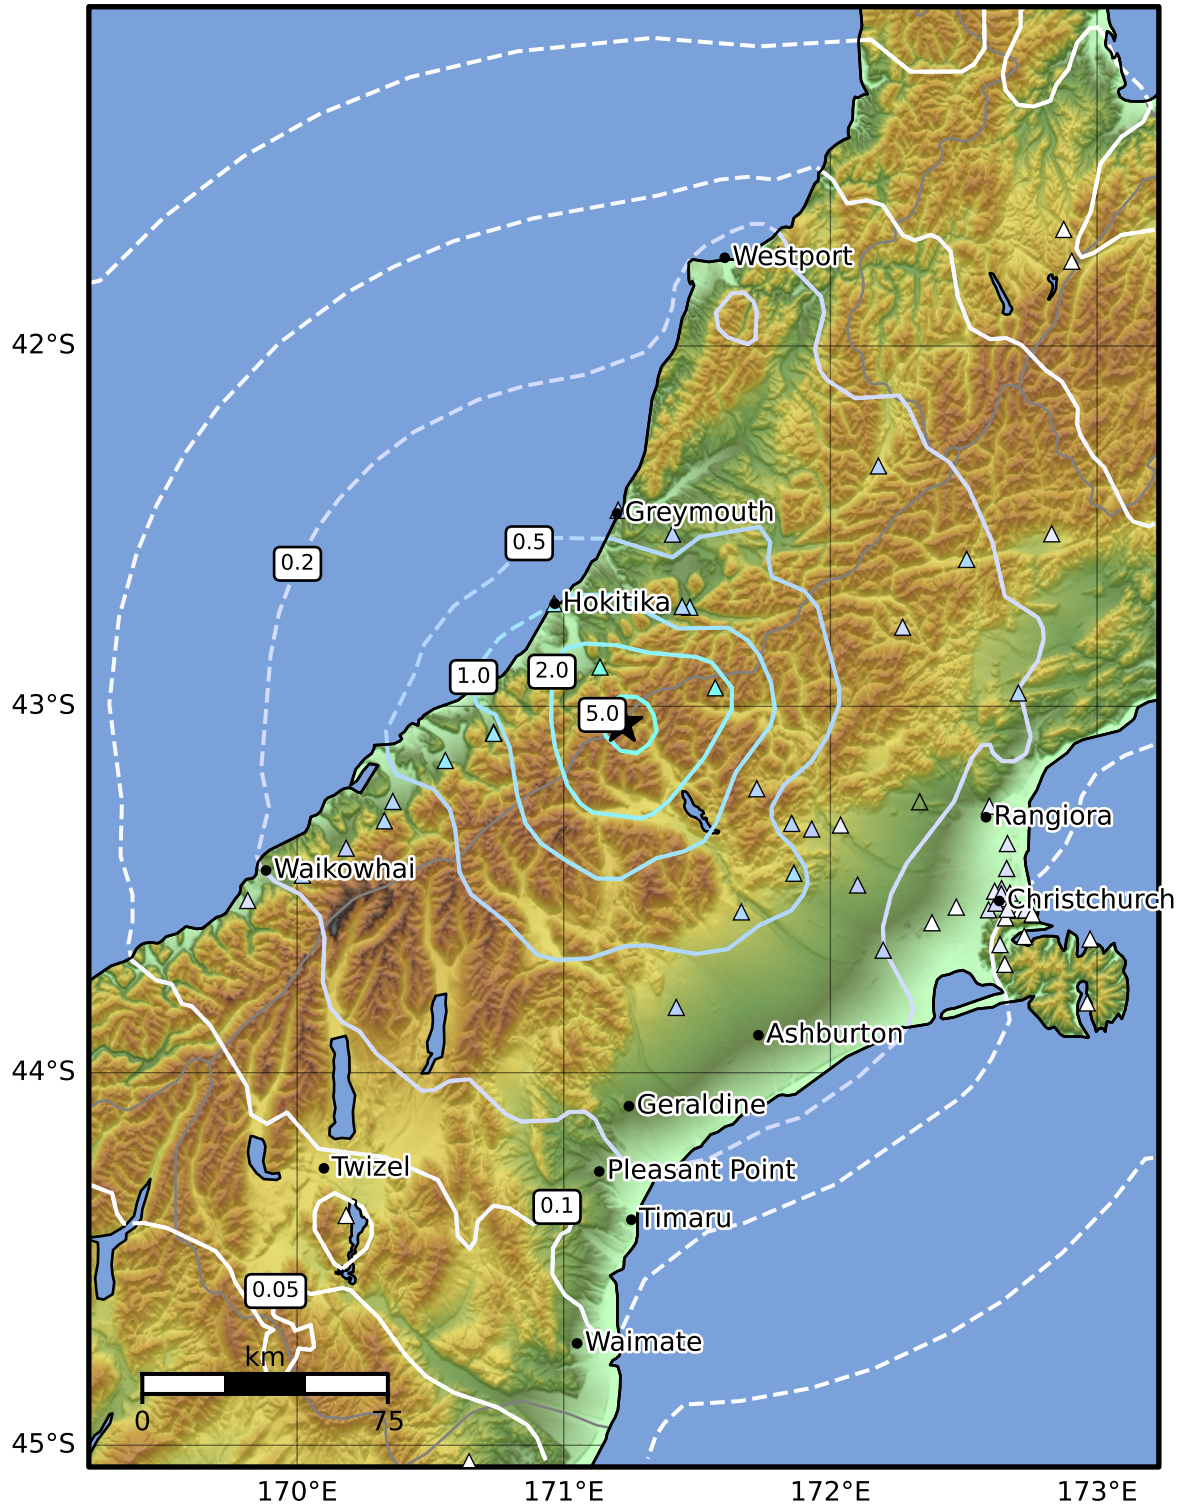 Westport
42°S
Greymouth
0.5
0.2
Hokitika
2.0
1.0
43°S
5.0
Rangiora
Waikowhai
Christchurch
Ashburton
44°S
Geraldine
Twizel
Pleasant Point
0.1
Timaru
0.05
Waimate
km
0 75
45°S
170°E 171°E 172°E 173°E